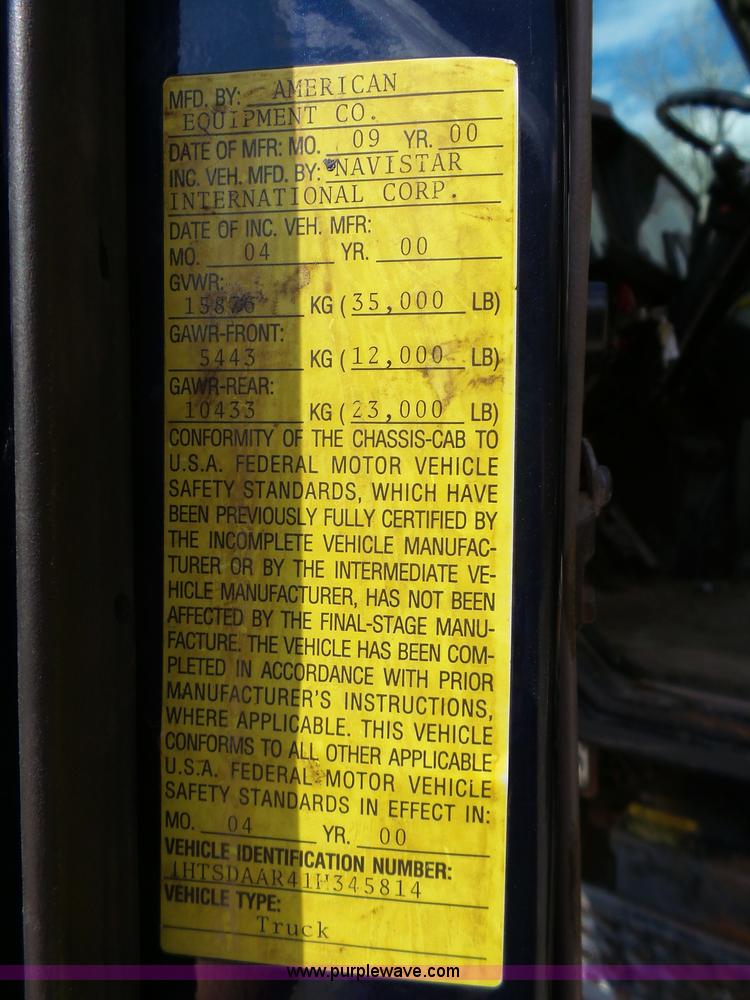 MFD. BY: AMERICAN
EQUIPMENT CO.
DATE OF MFR: MO. 09 YR. 00
INC. VEH. MFD. BY: NAVISTAR
INTERNATIONAL CORP.
DATE OF INC. VEH. MFR:
MO. 04 YR. 00
GVWR:
15876 KG (35,000 LB)
GAWR-FRONT:
5443 KG (12,000 LB)
GAWR-REAR:
10433 KG (23,000 LB)
CONFORMITY OF THE CHASSIS-CAB TO
U.S.A. FEDERAL MOTOR VEHICLE
SAFETY STANDARDS, WHICH HAVE
BEEN PREVIOUSLY FULLY CERTIFIED BY
THE INCOMPLETE VEHICLE MANUFAC-
TURER OR BY THE INTERMEDIATE VE-
HICLE MANUFACTURER, HAS NOT BEEN
AFFECTED BY THE FINAL-STAGE MANU-
FACTURE. THE VEHICLE HAS BEEN COM-
PLETED IN ACCORDANCE WITH PRIOR
MANUFACTURER'S INSTRUCTIONS,
WHERE APPLICABLE. THIS VEHICLE
CONFORMS TO ALL OTHER APPLICABLE
U.S.A. FEDERAL MOTOR VEHICLE
SAFETY STANDARDS IN EFFECT IN:
MO. 04 YR. 00
VEHICLE IDENTIFICATION NUMBER:
1HTSDAAR41H345814
VEHICLE TYPE:
Truck
www.purplewave.com